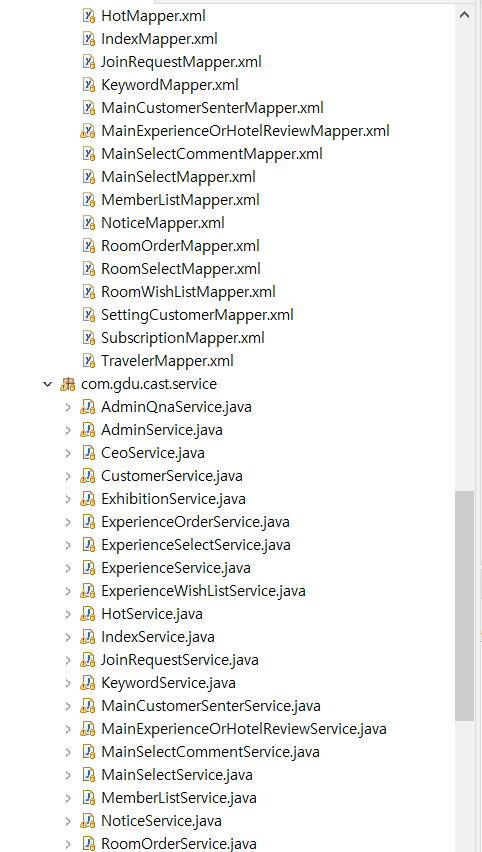 HotMapper.xml
IndexMapper.xml
JoinRequestMapper.xml
KeywordMapper.xml
MainCustomerSenterMapper.xml
MainExperienceOrHotelReviewMapper.xml
MainSelectCommentMapper.xml
MainSelectMapper.xml
MemberListMapper.xml
NoticeMapper.xml
RoomOrderMapper.xml
RoomSelectMapper.xml
RoomWishListMapper.xml
SettingCustomerMapper.xml
SubscriptionMapper.xml
TravelerMapper.xml
com.gdu.cast.service
AdminQnaService.java
AdminService.java
CeoService.java
CustomerService.java
ExhibitionService.java
ExperienceOrderService.java
ExperienceSelectService.java
ExperienceService.java
ExperienceWishListService.java
HotService.java
IndexService.java
JoinRequestService.java
KeywordService.java
MainCustomerSenterService.java
MainExperienceOrHotelReviewService.java
MainSelectCommentService.java
MainSelectService.java
MemberListService.java
NoticeService.java
RoomOrderService.java